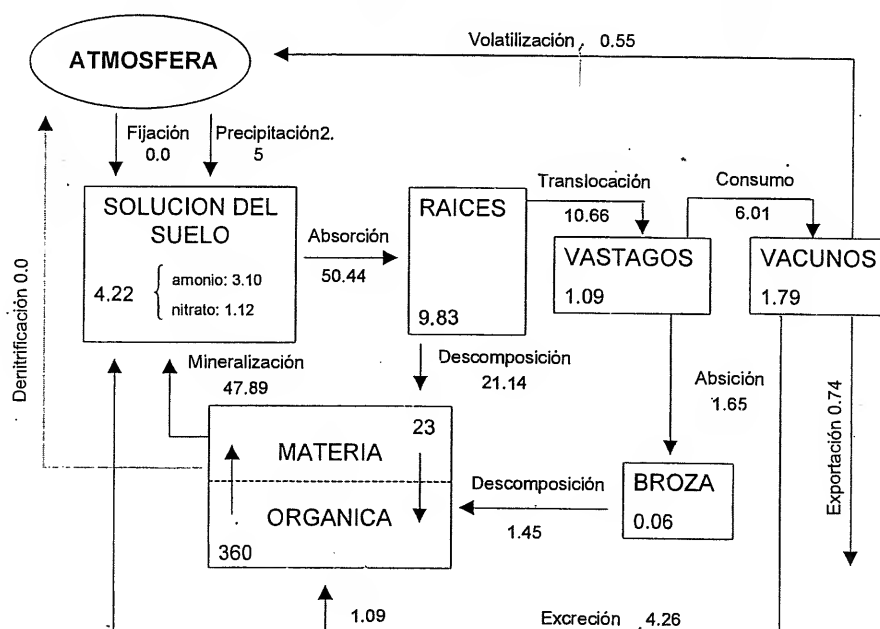 Volatilización 0.55
ATMOSFERA
Fijación
0.0
Precipitación2.
5
SOLUCION DEL
SUELO
4.22
amonio: 3.10
nitrato: 1.12
Absorción
50.44
RAICES
9.83
Translocación
10.66
Consumo
6.01
VASTAGOS
1.09
VACUNOS
1.79
Denitrificación 0.0
Mineralización
47.89
Descomposición
21.14
Absición
1.65
Exportación 0.74
23
MATERIA
ORGANICA
360
Descomposición
1.45
BROZA
0.06
1.09
Excreción 4.26